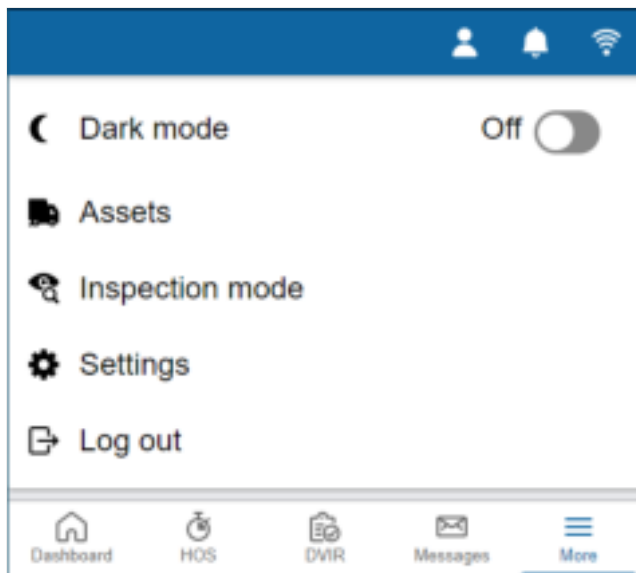 Dark mode Off
Assets
Inspection mode
Settings
Log out
Dashboard HOS DVIR Messages More